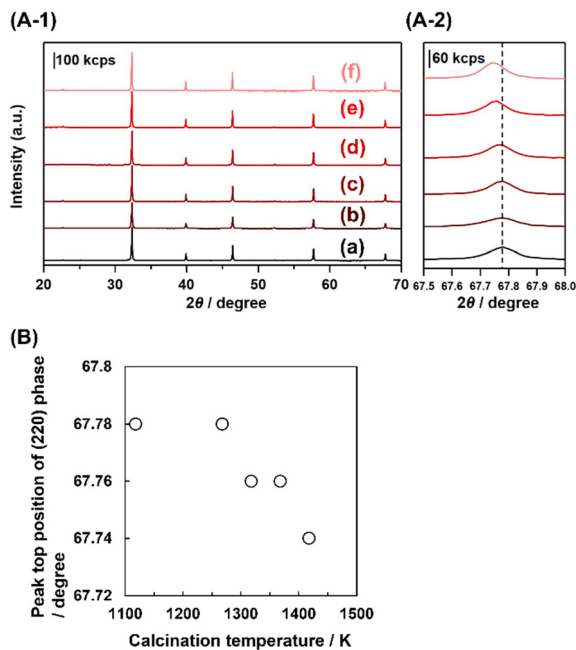 (A-1)
(A-2)
100 kcps
60 kcps
(f)
(e)
(d)
(c)
(b)
(a)
Intensity (a.u.)
20 30 40 50 60 70
2θ / degree
67.5 67.6 67.7 67.8 67.9 68.0
2θ / degree
(B)
Peak top position of (220) phase
/ degree
67.8
67.78
67.76
67.74
67.72
1100 1200 1300 1400 1500
Calcination temperature / K